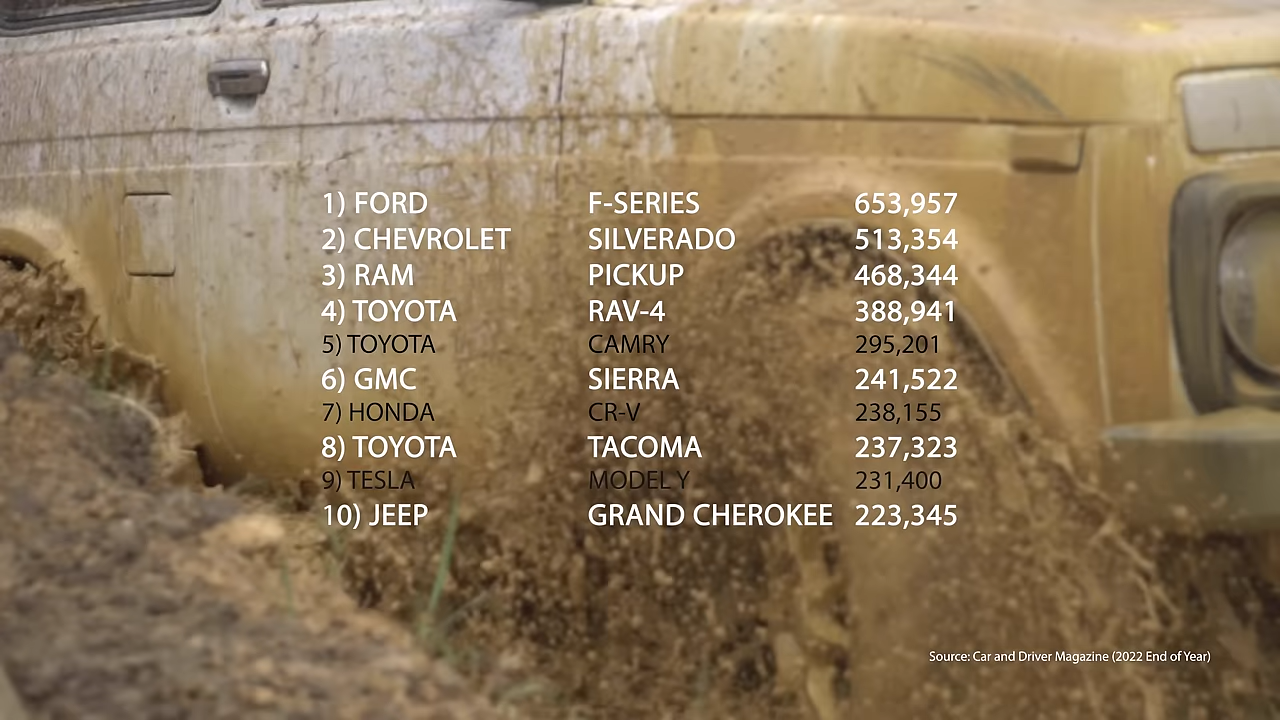 1) FORD F-SERIES 653,957
2) CHEVROLET SILVERADO 513,354
3) RAM PICKUP 468,344
4) TOYOTA RAV-4 388,941
5) TOYOTA CAMRY 295,201
6) GMC SIERRA 241,522
7) HONDA CR-V 238,155
8) TOYOTA TACOMA 237,323
9) TESLA MODEL Y 231,400
10) JEEP GRAND CHEROKEE 223,345
Source: Car and Driver Magazine (2022 End of Year)